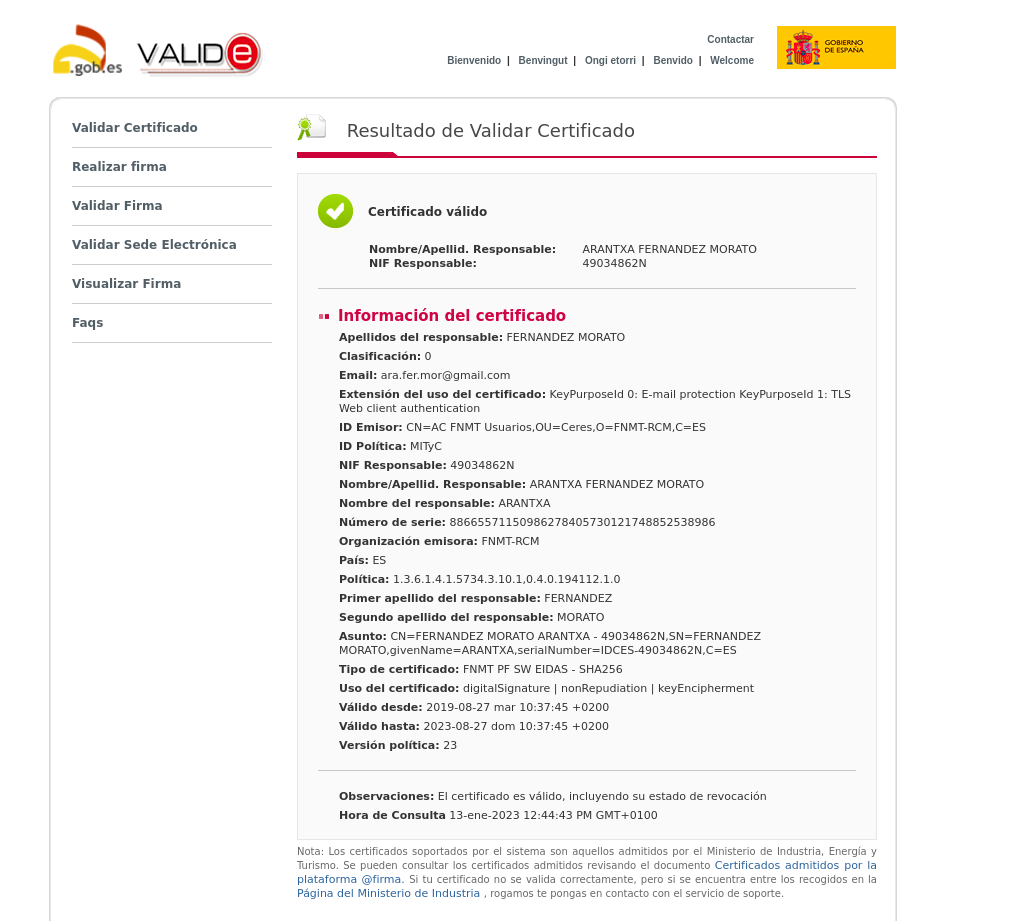 .gob.es
VALIDe
Contactar
Bienvenido | Benvingut | Ongi etorri | Benvido | Welcome
GOBIERNO
DE ESPAÑA
Validar Certificado
Realizar firma
Validar Firma
Validar Sede Electrónica
Visualizar Firma
Faqs
Resultado de Validar Certificado
Certificado válido
Nombre/Apellid. Responsable: ARANTXA FERNANDEZ MORATO
NIF Responsable: 49034862N
Información del certificado
Apellidos del responsable: FERNANDEZ MORATO
Clasificación: 0
Email: ara.fer.mor@gmail.com
Extensión del uso del certificado: KeyPurposeId 0: E-mail protection KeyPurposeId 1: TLS
Web client authentication
ID Emisor: CN=AC FNMT Usuarios,OU=Ceres,O=FNMT-RCM,C=ES
ID Política: MITyC
NIF Responsable: 49034862N
Nombre/Apellid. Responsable: ARANTXA FERNANDEZ MORATO
Nombre del responsable: ARANTXA
Número de serie: 88665571150986278405730121748852538986
Organización emisora: FNMT-RCM
País: ES
Política: 1.3.6.1.4.1.5734.3.10.1,0.4.0.194112.1.0
Primer apellido del responsable: FERNANDEZ
Segundo apellido del responsable: MORATO
Asunto: CN=FERNANDEZ MORATO ARANTXA - 49034862N,SN=FERNANDEZ
MORATO,givenName=ARANTXA,serialNumber=IDCES-49034862N,C=ES
Tipo de certificado: FNMT PF SW EIDAS - SHA256
Uso del certificado: digitalSignature | nonRepudiation | keyEncipherment
Válido desde: 2019-08-27 mar 10:37:45 +0200
Válido hasta: 2023-08-27 dom 10:37:45 +0200
Versión política: 23
Observaciones: El certificado es válido, incluyendo su estado de revocación
Hora de Consulta 13-ene-2023 12:44:43 PM GMT+0100
Nota: Los certificados soportados por el sistema son aquellos admitidos por el Ministerio de Industria, Energía y
Turismo. Se pueden consultar los certificados admitidos revisando el documento Certificados admitidos por la
plataforma @firma. Si tu certificado no se valida correctamente, pero si se encuentra entre los recogidos en la
Página del Ministerio de Industria , rogamos te pongas en contacto con el servicio de soporte.